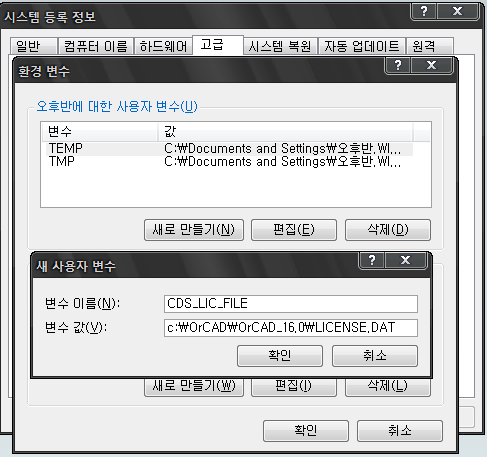 시스템 등록 정보
? X
일반 컴퓨터 이름 하드웨어 고급 시스템 복원 자동 업데이트 원격
환경 변수
? X
오후반에 대한 사용자 변수(U)
변수 값
TEMP C:₩Documents and Settings₩오후반.WI...
TMP C:₩Documents and Settings₩오후반.WI...
새로 만들기(N) 편집(E) 삭제(D)
새 사용자 변수
? X
변수 이름(N): CDS_LIC_FILE
변수 값(V): c:₩OrCAD₩OrCAD_16.0₩LICENSE.DAT
확인 취소
새로 만들기(W) 편집(I) 삭제(L)
확인 취소